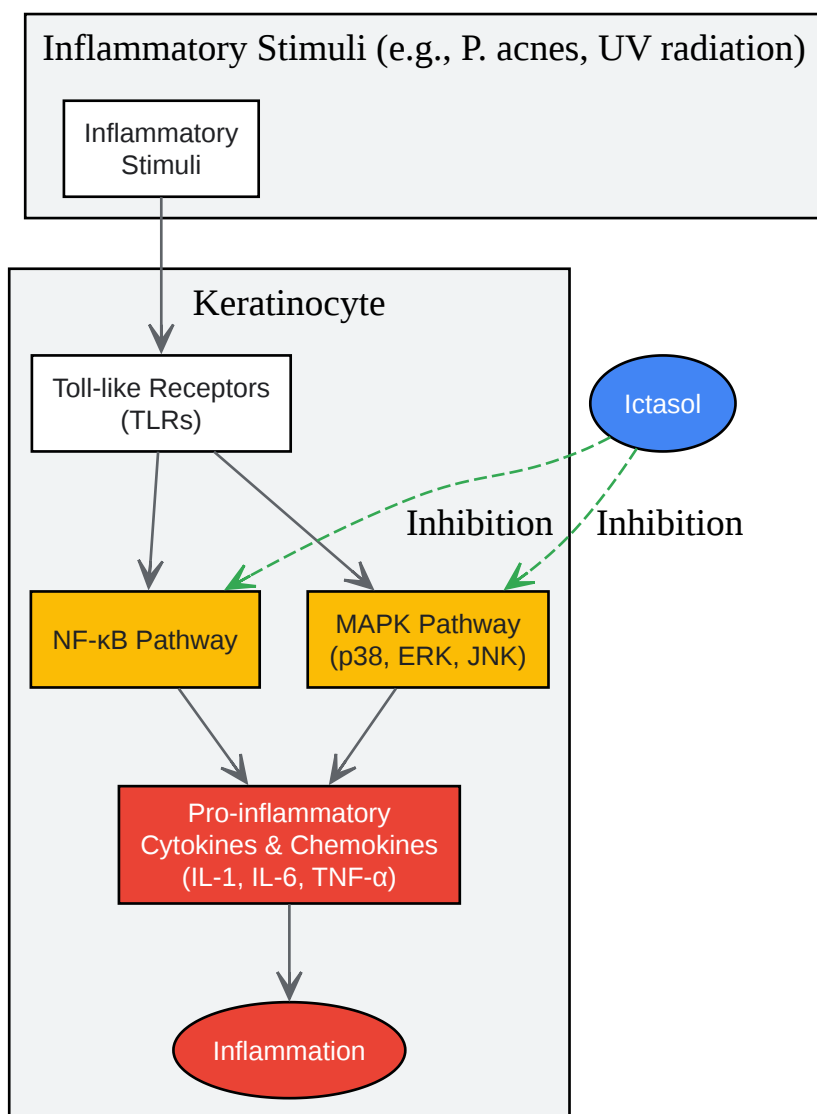 Inflammatory Stimuli (e.g., P. acnes, UV radiation)
Inflammatory
Stimuli
Keratinocyte
Toll-like Receptors
(TLRs)
Ictasol
Inhibition
Inhibition
NF-κB Pathway
MAPK Pathway
(p38, ERK, JNK)
Pro-inflammatory
Cytokines & Chemokines
(IL-1, IL-6, TNF-α)
Inflammation